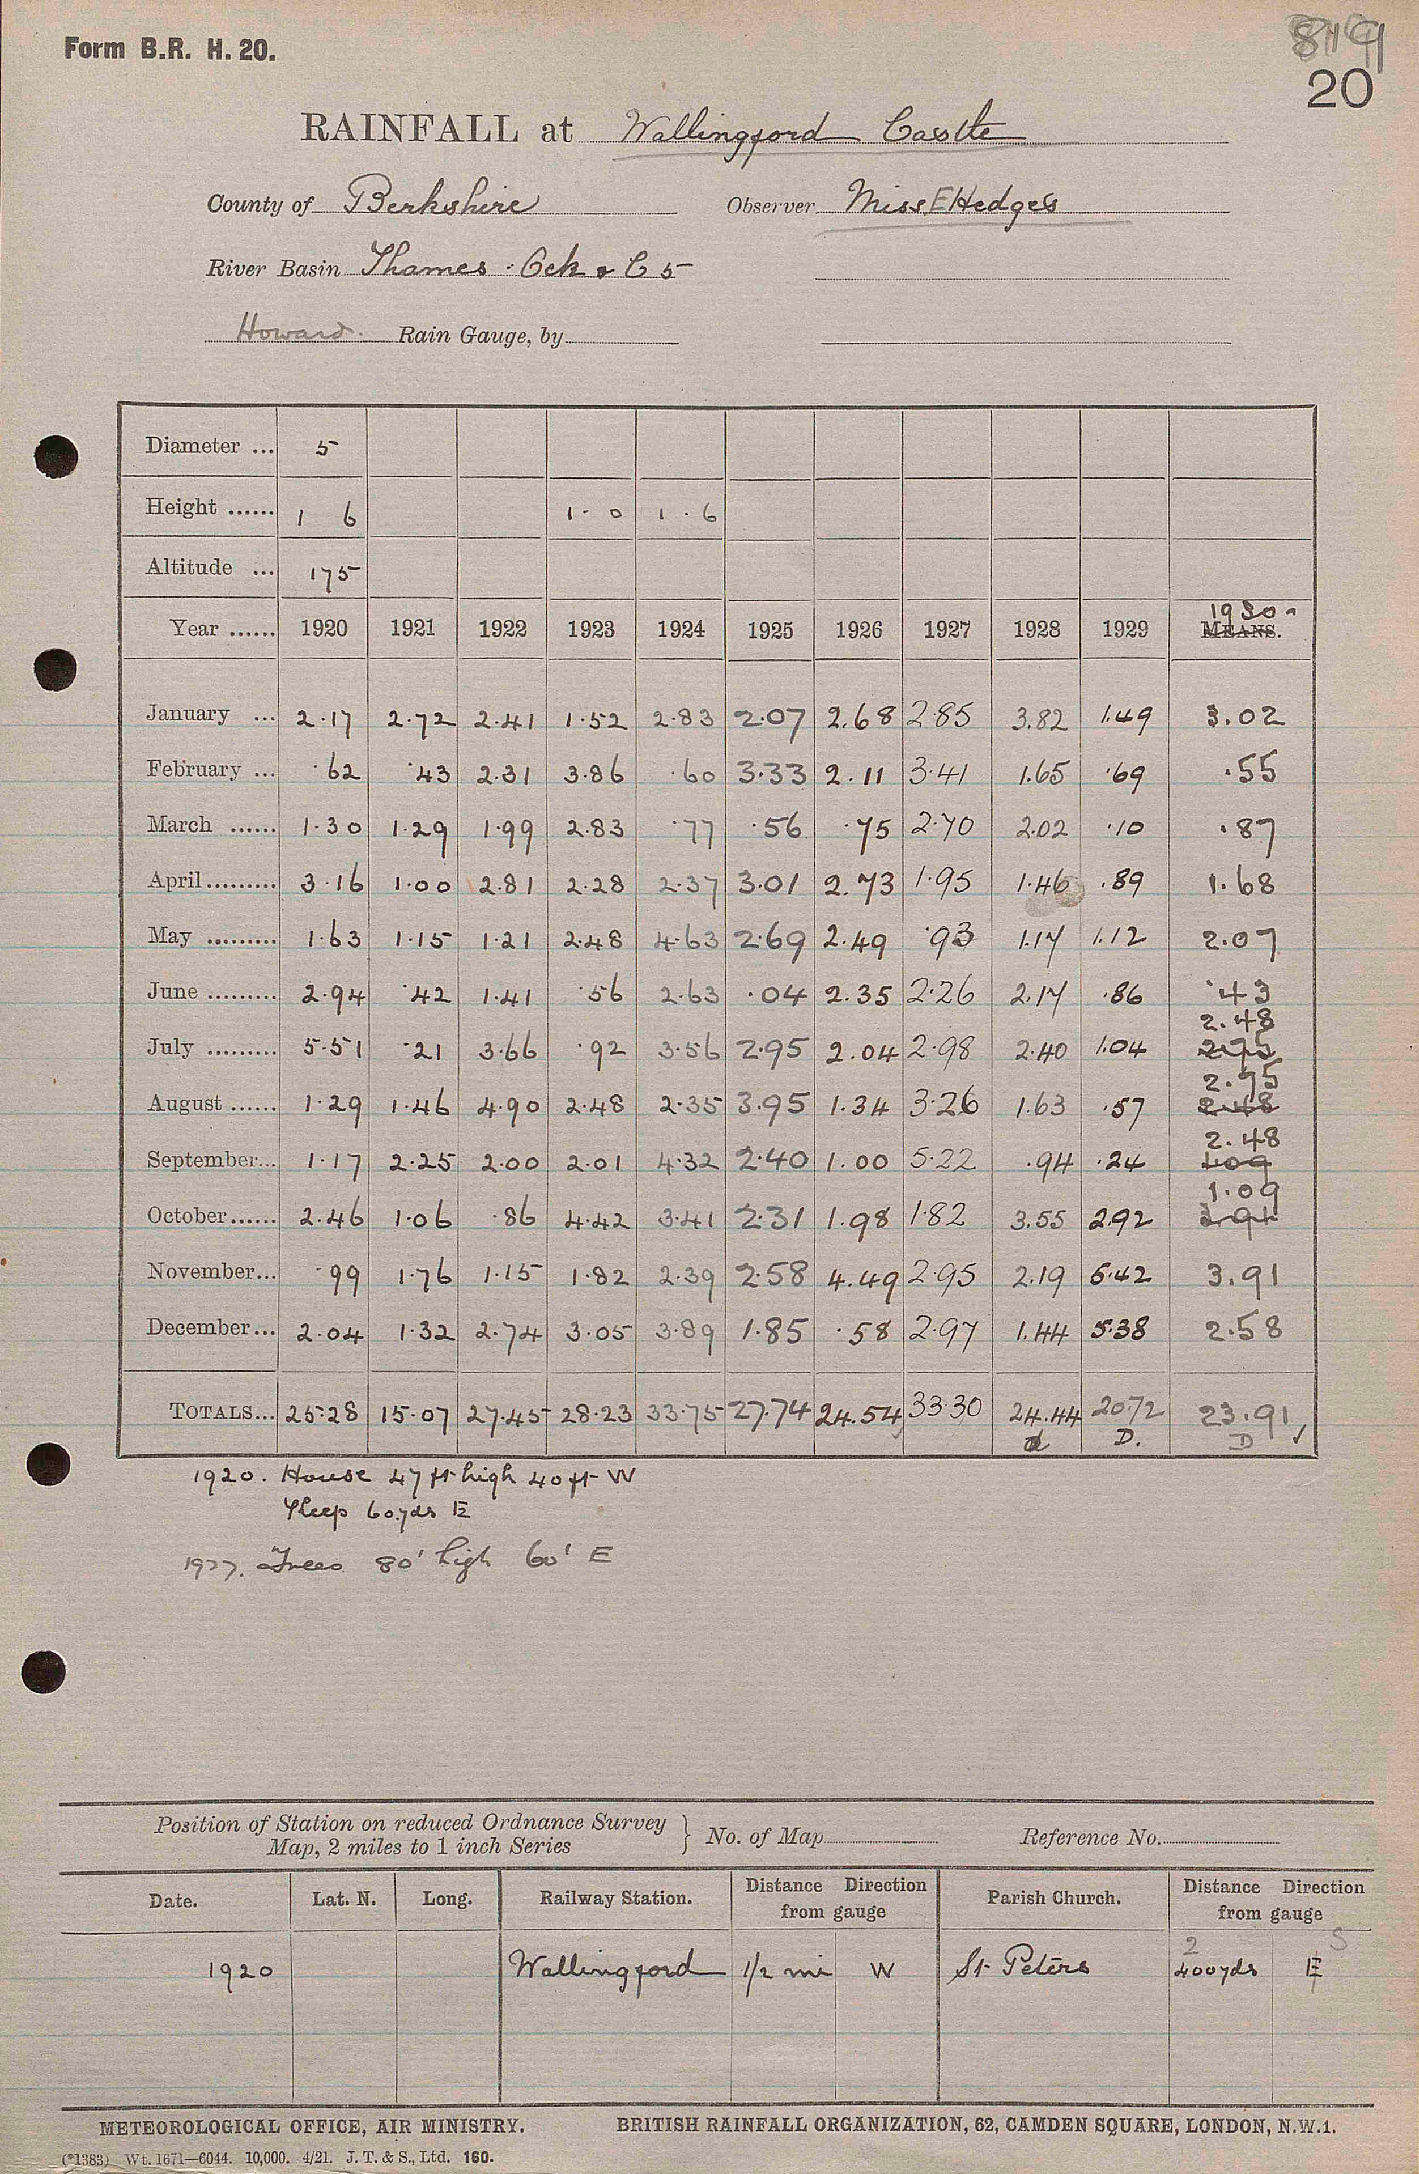 Form B.R. H. 20.
20
RAINFALL at Wallingford Castle
County of Berkshire Observer Miss E Hedges
River Basin Thames · Ock & C 5
Howard. Rain Gauge, by
Diameter ... 5
Height ...... 1 6 1 · 0 1 · 6
Altitude ... 175
1930
Year ...... 1920 1921 1922 1923 1924 1925 1926 1927 1928 1929 MEANS.
January ... 2·17 2·72 2·41 1·52 2·83 2·07 2.68 2·85 3.82 1.49 3.02
February ... ·62 ·43 2·31 3·86 ·60 3·33 2.11 3·41 1.65 ·69 .55
March ...... 1·30 1·29 1·99 2·83 ·77 ·56 ·75 2·70 2.02 ·10 .87
April......... 3·16 1·00 2.81 2·28 2·37 3·01 2.73 1·95 1·46 .89 1.68
May ......... 1·63 1·15 1·21 2·48 4·63 2·69 2.49 ·93 1.17 1.12 2.07
June ......... 2·94 ·42 1·41 ·56 2·63 ·04 2.35 2·26 2.17 ·86 ·43
2.48
July ......... 5·51 ·21 3·66 ·92 3·56 2·95 2.04 2·98 2·40 1.04 2.75
2.75
August ...... 1·29 1·46 4·90 2·48 2·35 3·95 1·34 3·26 1·63 ·57 2.48
2.48
September... 1·17 2·25 2·00 2·01 4·32 2·40 1.00 5·22 .94 ·24 1.09
1.09
October...... 2·46 1·06 ·86 4·42 3·41 2·31 1.98 1·82 3.55 2.92 3.91
November... ·99 1·76 1·15 1·82 2·39 2·58 4.49 2·95 2·19 5·42 3.91
December... 2·04 1·32 2·74 3·05 3·89 1·85 ·58 2·97 1.44 5·38 2.58
TOTALS... 25·28 15·07 27·45 28·23 33·75 27.74 24.54 33·30 24.44 20.72 23.91 ✓
d D. D
1920. House 47 ft high 40 ft W
60 yds E
1927. Trees 80' high 60' E
Position of Station on reduced Ordnance Survey
Map, 2 miles to 1 inch Series } No. of Map Reference No.
Date. Lat. N. Long. Railway Station. Distance Direction from gauge Parish Church. Distance Direction from gauge
2 S
1920 Wallingford 1/2 mi W St Peters 400yds E
METEOROLOGICAL OFFICE, AIR MINISTRY. BRITISH RAINFALL ORGANIZATION, 62, CAMDEN SQUARE, LONDON, N.W.1.
(*1383) Wt. 1671—6044. 10,000. 4/21. J. T. & S., Ltd. 160.